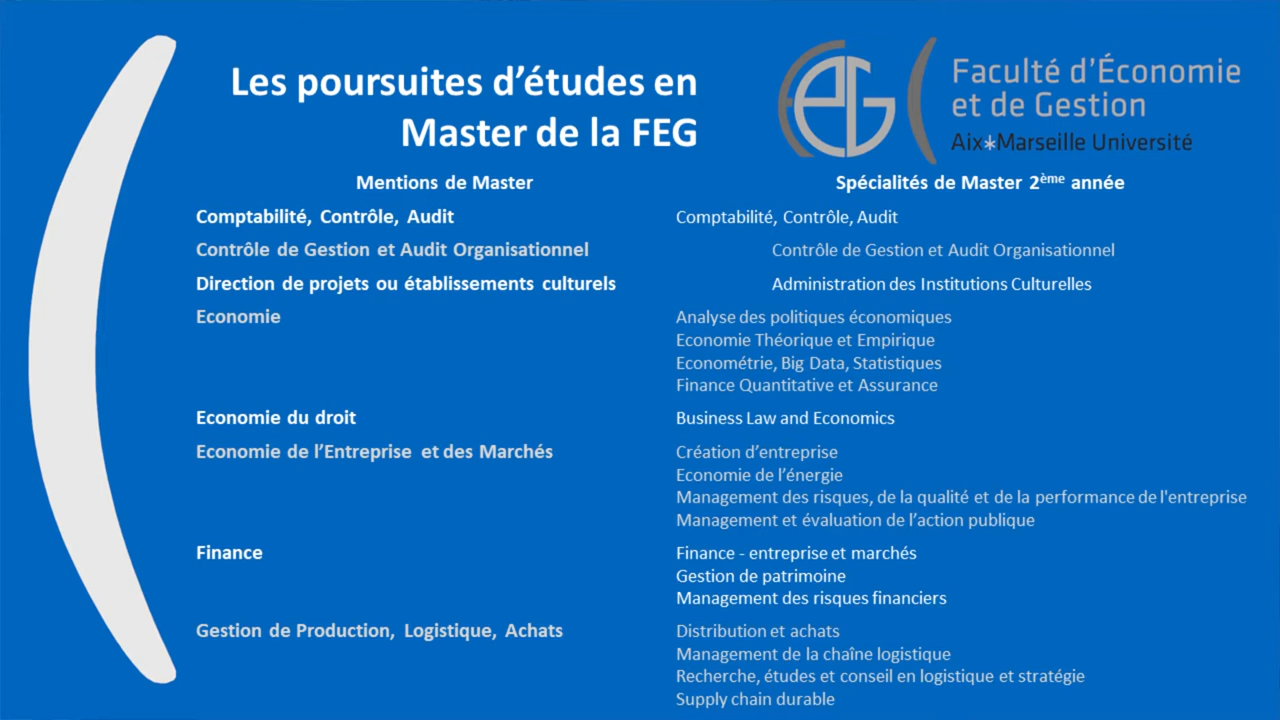 Les poursuites d'études en
Master de la FEG
FEG
Faculté d'Économie
et de Gestion
Aix*Marseille Université
Mentions de Master
Spécialités de Master 2ème année
Comptabilité, Contrôle, Audit
Comptabilité, Contrôle, Audit
Contrôle de Gestion et Audit Organisationnel
Contrôle de Gestion et Audit Organisationnel
Direction de projets ou établissements culturels
Administration des Institutions Culturelles
Economie
Analyse des politiques économiques
Economie Théorique et Empirique
Econométrie, Big Data, Statistiques
Finance Quantitative et Assurance
Economie du droit
Business Law and Economics
Economie de l'Entreprise et des Marchés
Création d'entreprise
Economie de l'énergie
Management des risques, de la qualité et de la performance de l'entreprise
Management et évaluation de l'action publique
Finance
Finance - entreprise et marchés
Gestion de patrimoine
Management des risques financiers
Gestion de Production, Logistique, Achats
Distribution et achats
Management de la chaîne logistique
Recherche, études et conseil en logistique et stratégie
Supply chain durable